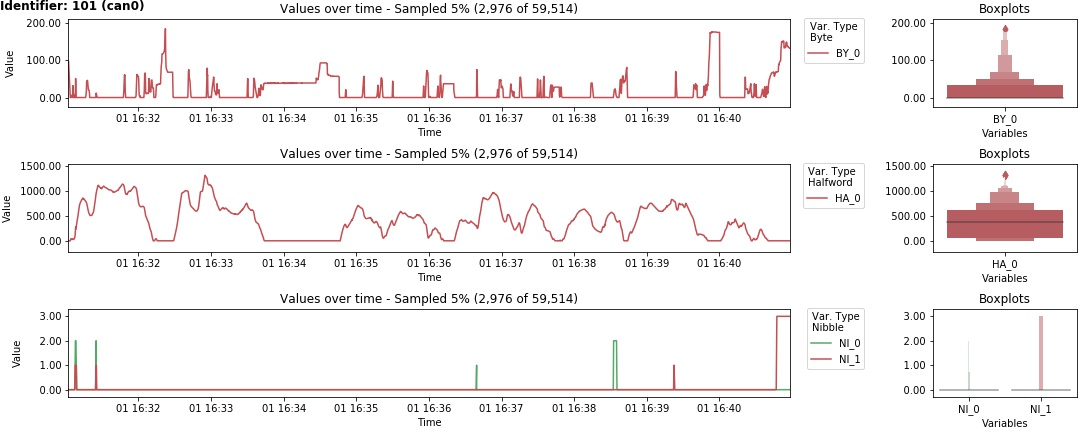 Identifier: 101 (can0)
Values over time - Sampled 5% (2,976 of 59,514)
Boxplots
200.00
100.00
0.00
Value
01 16:32 01 16:33 01 16:34 01 16:35 01 16:36 01 16:37 01 16:38 01 16:39 01 16:40
Time
Var. Type
Byte
BY_0
200.00
100.00
0.00
BY_0
Variables
Values over time - Sampled 5% (2,976 of 59,514)
Boxplots
1500.00
1000.00
500.00
0.00
Value
01 16:32 01 16:33 01 16:34 01 16:35 01 16:36 01 16:37 01 16:38 01 16:39 01 16:40
Time
Var. Type
Halfword
HA_0
1500.00
1000.00
500.00
0.00
HA_0
Variables
Values over time - Sampled 5% (2,976 of 59,514)
Boxplots
3.00
2.00
1.00
0.00
Value
01 16:32 01 16:33 01 16:34 01 16:35 01 16:36 01 16:37 01 16:38 01 16:39 01 16:40
Time
Var. Type
Nibble
NI_0
NI_1
3.00
2.00
1.00
0.00
NI_0 NI_1
Variables